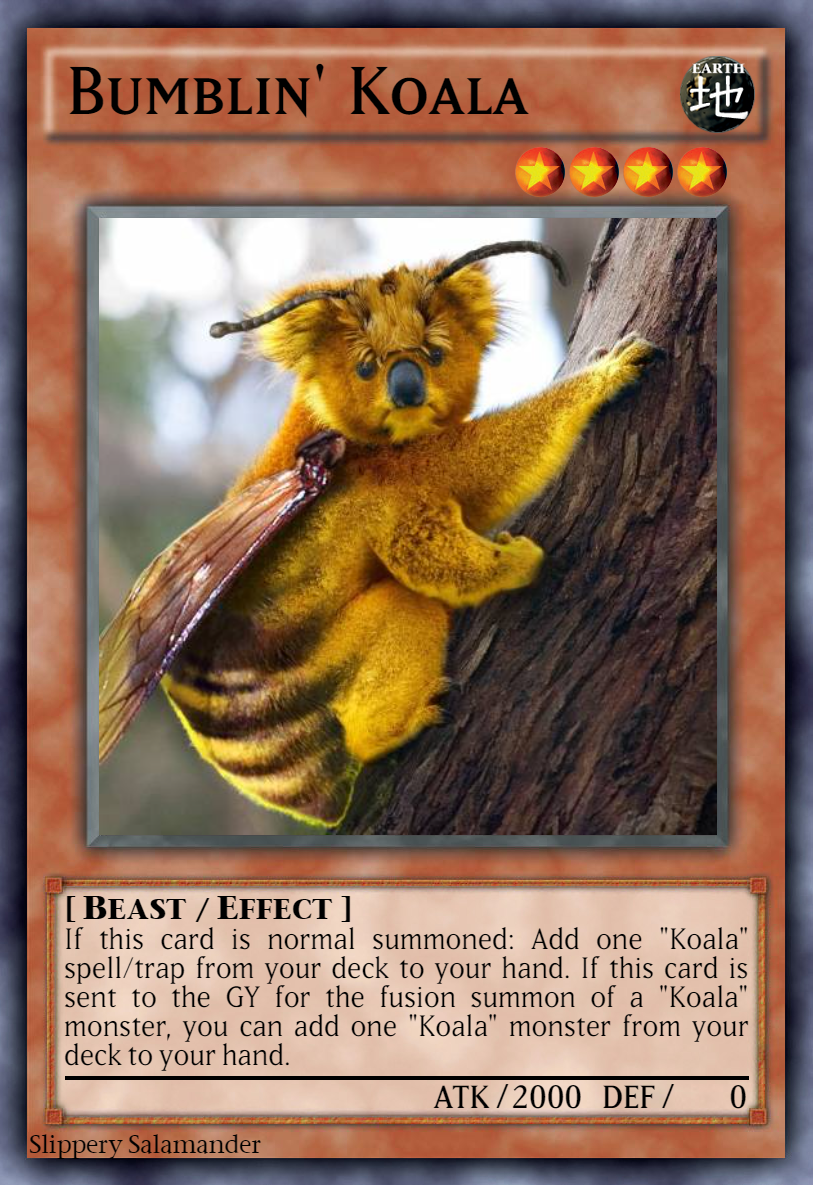 Bumblin' Koala
EARTH
地
[ Beast / Effect ]
If this card is normal summoned: Add one "Koala"
spell/trap from your deck to your hand. If this card is
sent to the GY for the fusion summon of a "Koala"
monster, you can add one "Koala" monster from your
deck to your hand.
ATK / 2000 DEF / 0
Slippery Salamander